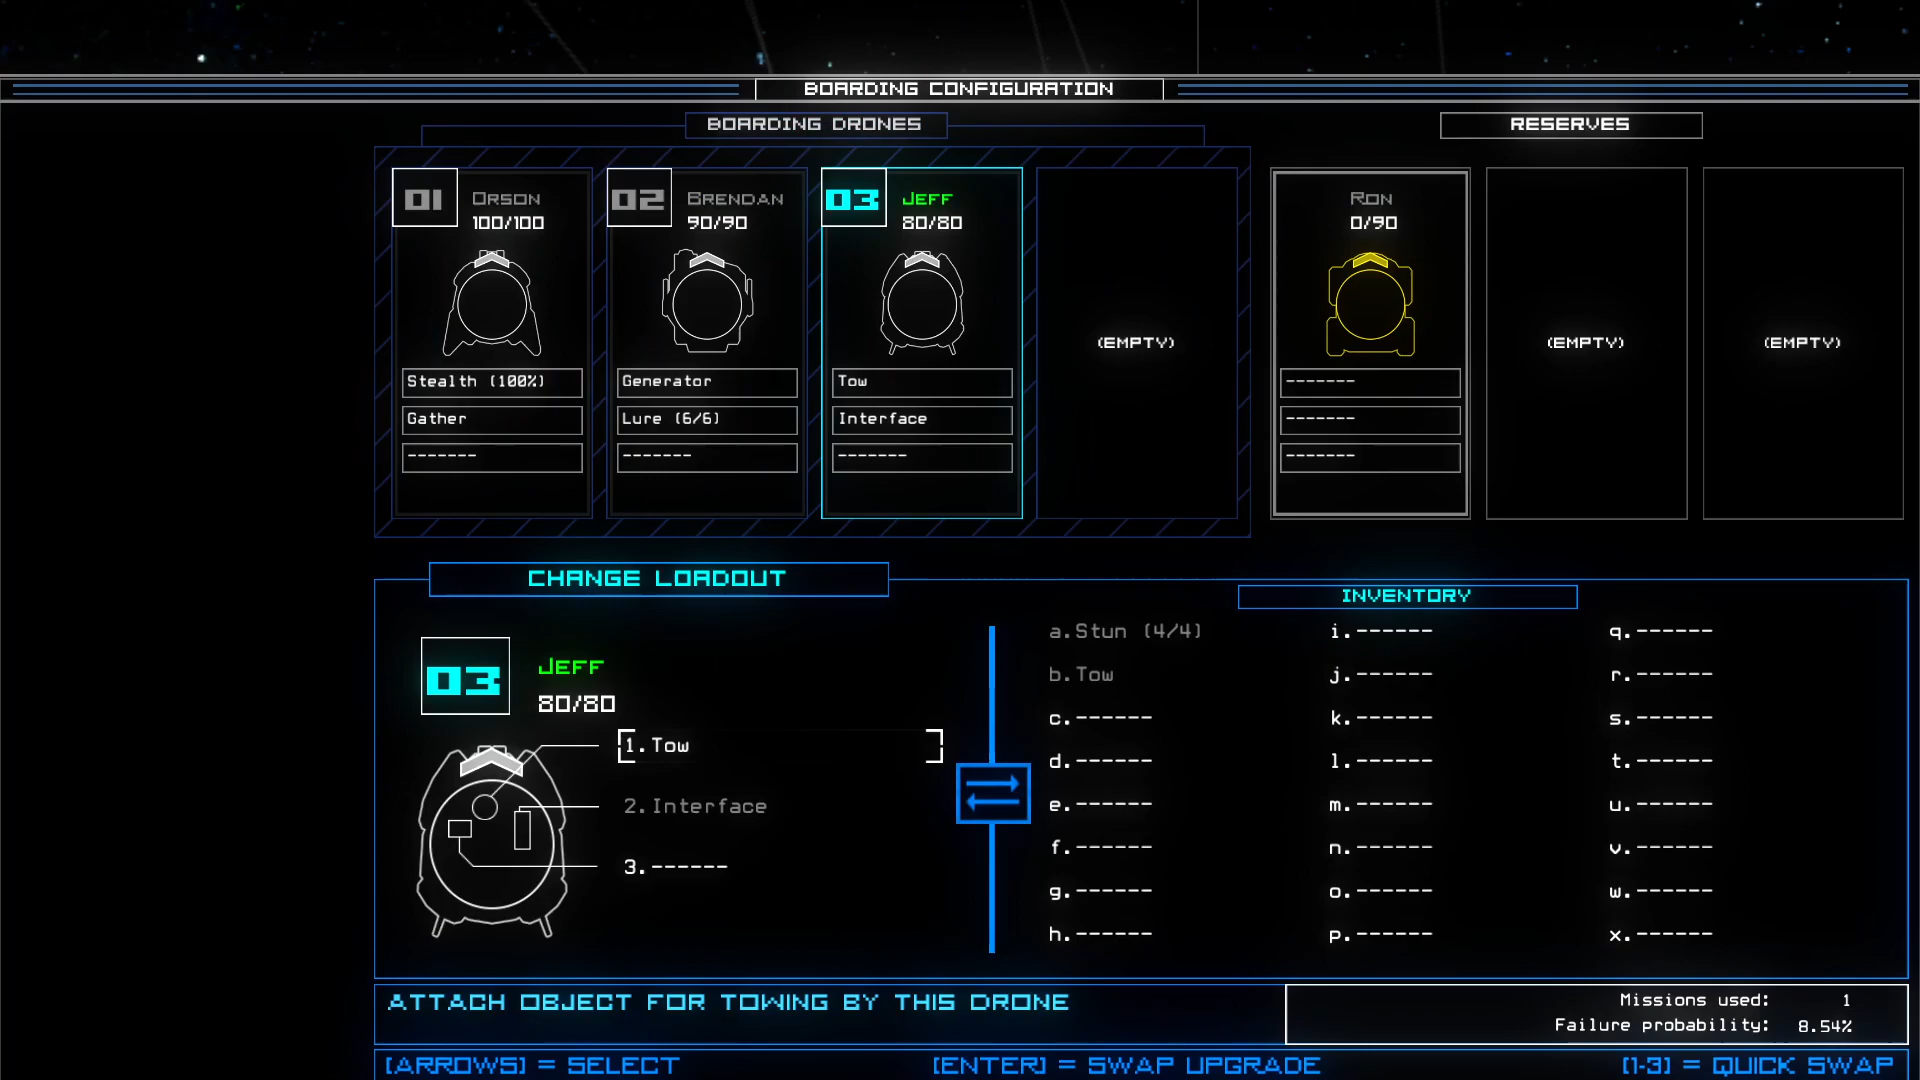 BOARDING CONFIGURATION
BOARDING DRONES
RESERVES
01 Orson
100/100
Stealth (100%)
Gather
-------
02 Brendan
90/90
Generator
Lure (6/6)
-------
03 Jeff
80/80
Tow
Interface
-------
(EMPTY)
Ron
0/90
-------
-------
-------
(EMPTY)
(EMPTY)
CHANGE LOADOUT
03 Jeff
80/80
1.Tow
2.Interface
3.------
INVENTORY
a.Stun (4/4)
b.Tow
c.------
d.------
e.------
f.------
g.------
h.------
i.------
j.------
k.------
l.------
m.------
n.------
o.------
p.------
q.------
r.------
s.------
t.------
u.------
v.------
w.------
x.------
ATTACH OBJECT FOR TOWING BY THIS DRONE
Missions used: 1
Failure probability: 8.54%
[ARROWS] = SELECT [ENTER] = SWAP UPGRADE [1-3] = QUICK SWAP